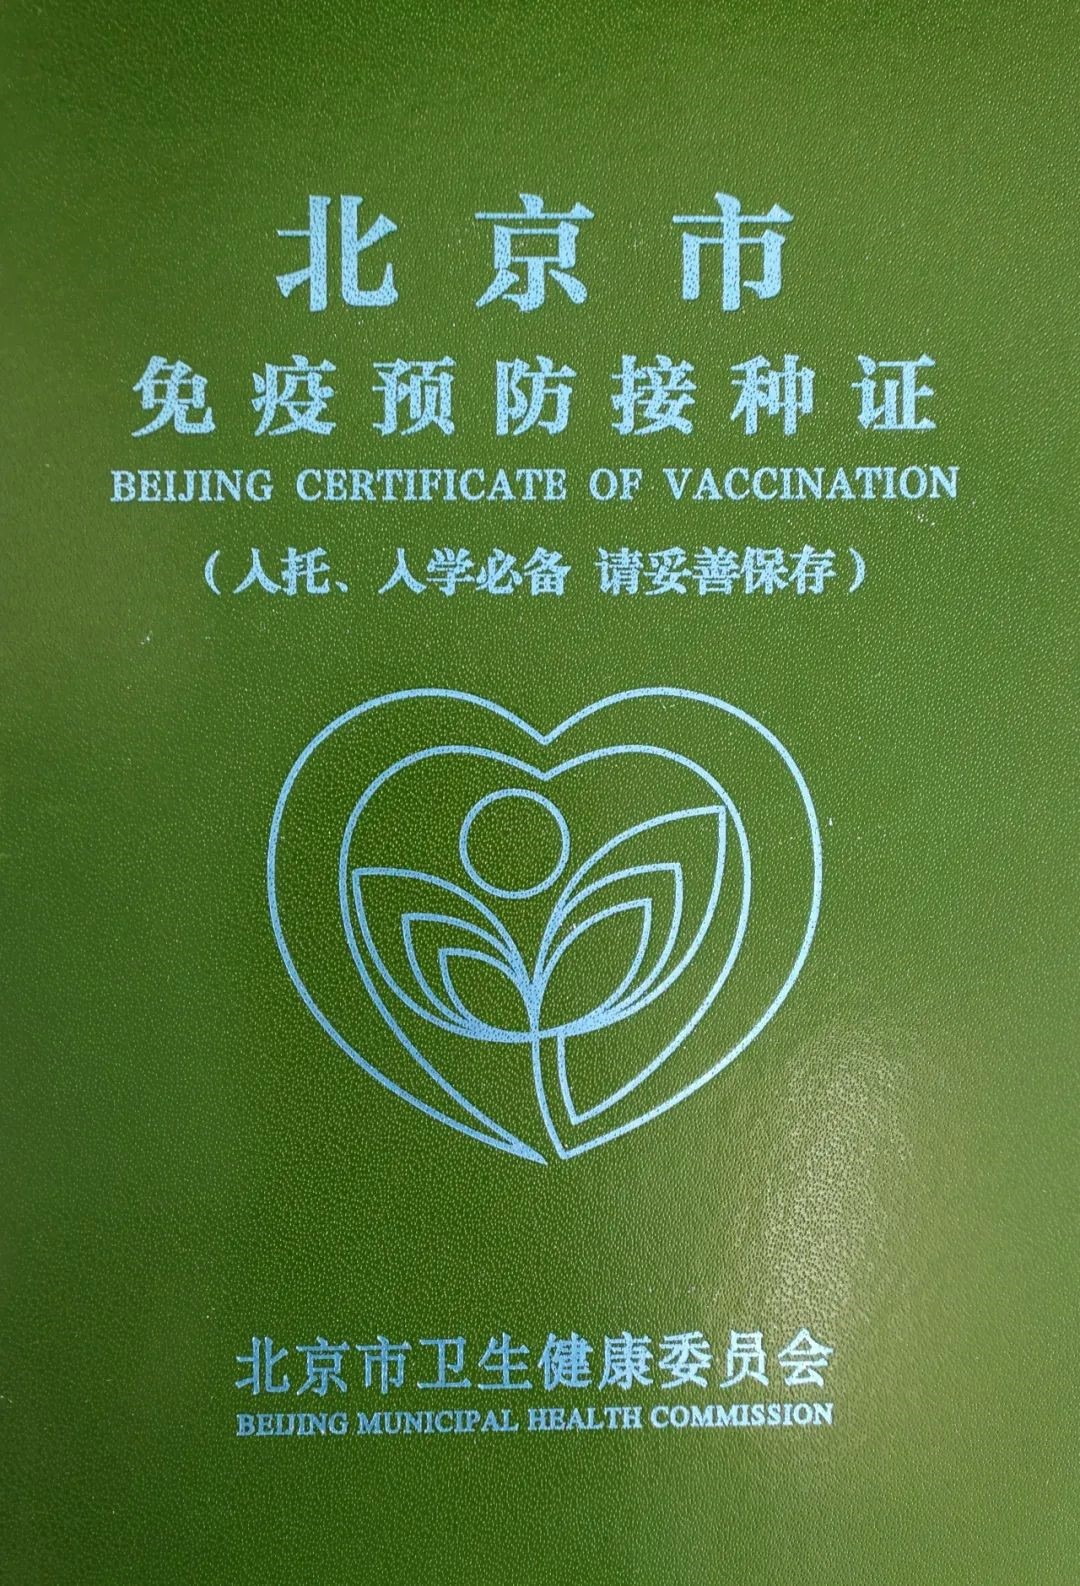 北京市
免疫预防接种证
BEIJING CERTIFICATE OF VACCINATION
（入托、入学必备 请妥善保存）
北京市卫生健康委员会
BEIJING MUNICIPAL HEALTH COMMISSION